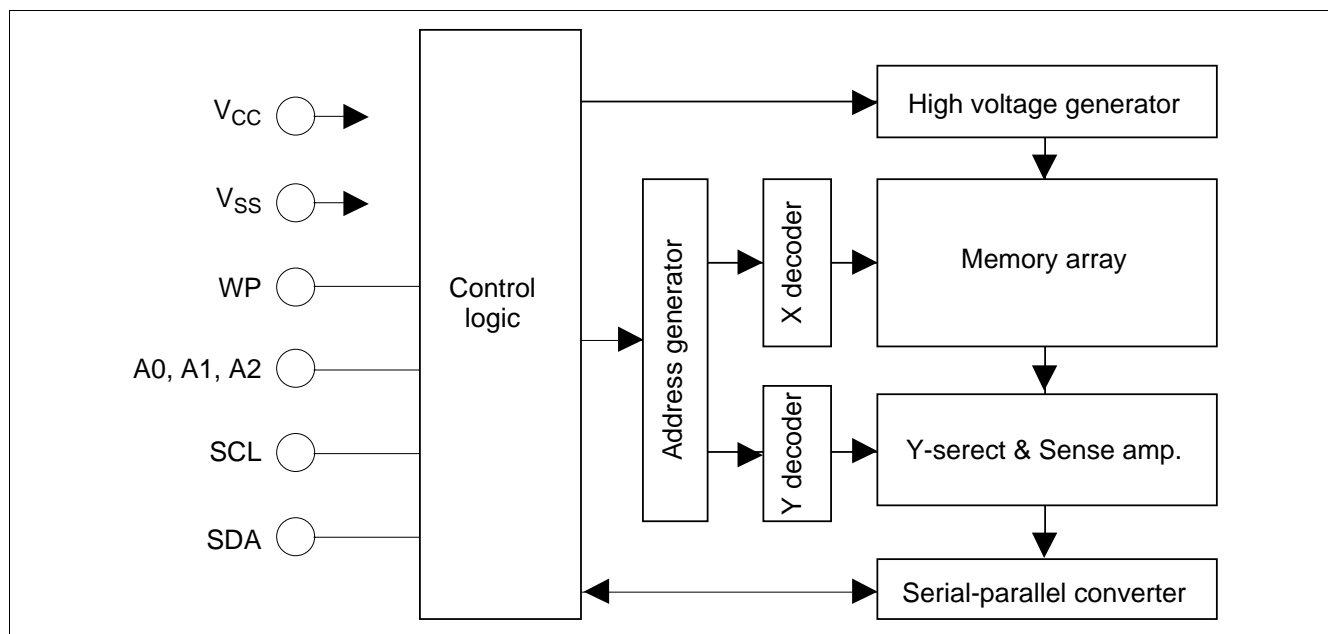 VCC
VSS
WP
A0, A1, A2
SCL
SDA
Control
logic
Address generator
X decoder
Y decoder
High voltage generator
Memory array
Y-serect & Sense amp.
Serial-parallel converter